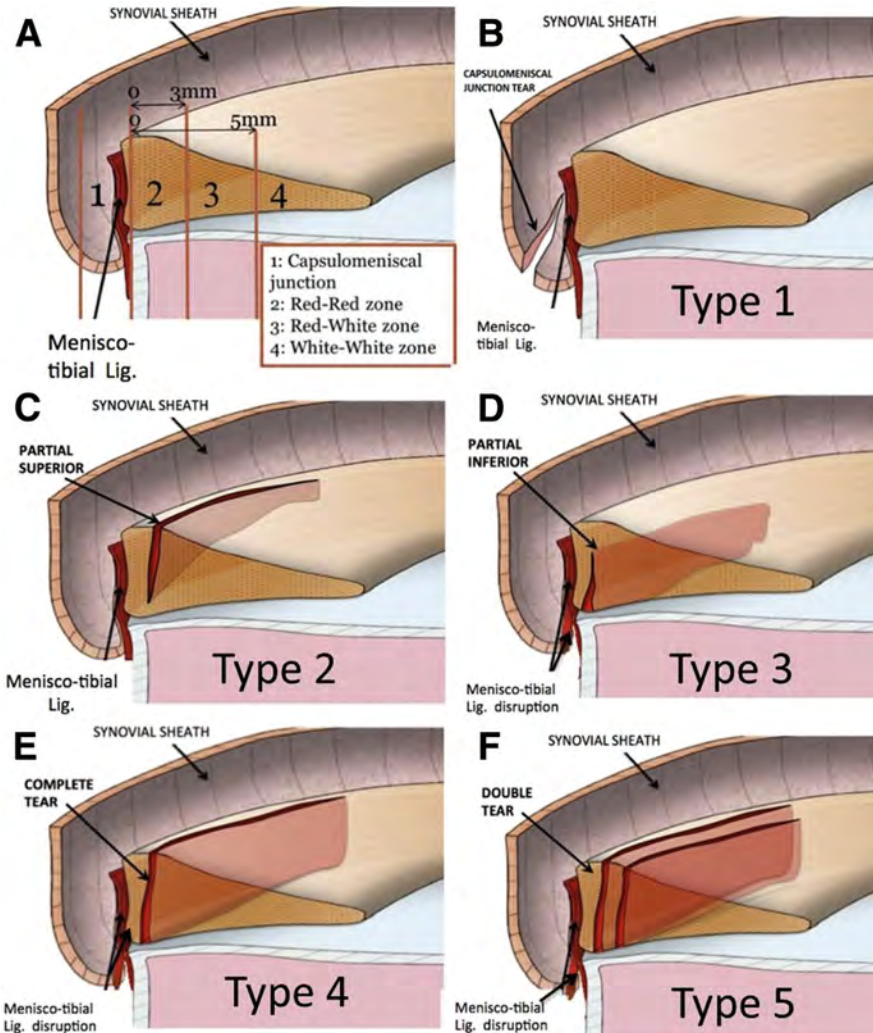 A
SYNOVIAL SHEATH
0 3mm
0 5mm
1 2 3 4
1: Capsulomeniscal
junction
2: Red-Red zone
3: Red-White zone
4: White-White zone
Menisco-
tibial Lig.
B
SYNOVIAL SHEATH
CAPSULOMENISCAL
JUNCTION TEAR
Menisco-
tibial Lig.
Type 1
C
SYNOVIAL SHEATH
PARTIAL
SUPERIOR
Menisco-tibial
Lig.
Type 2
D
SYNOVIAL SHEATH
PARTIAL
INFERIOR
Menisco-tibial
Lig. disruption
Type 3
E
SYNOVIAL SHEATH
COMPLETE
TEAR
Menisco-tibial
Lig. disruption
Type 4
F
SYNOVIAL SHEATH
DOUBLE
TEAR
Menisco-tibial
Lig. disruption
Type 5